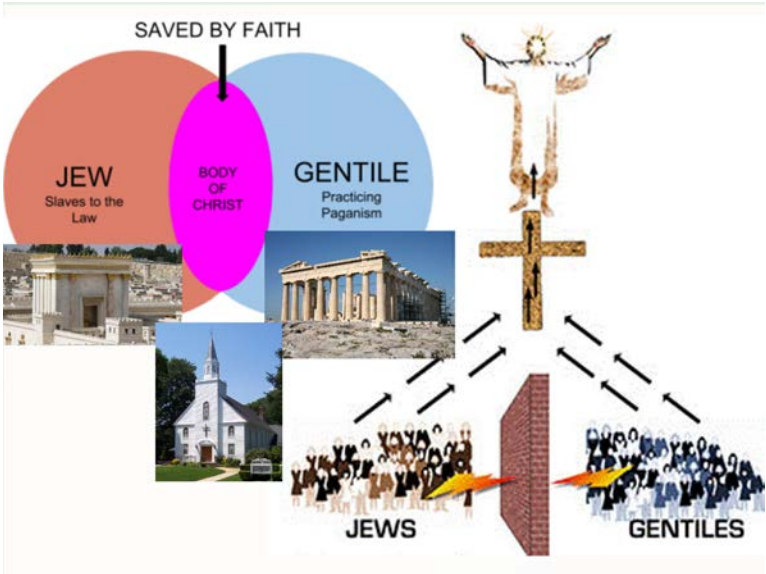 SAVED BY FAITH
JEW
Slaves to the
Law
BODY
OF
CHRIST
GENTILE
Practicing
Paganism
JEWS
GENTILES